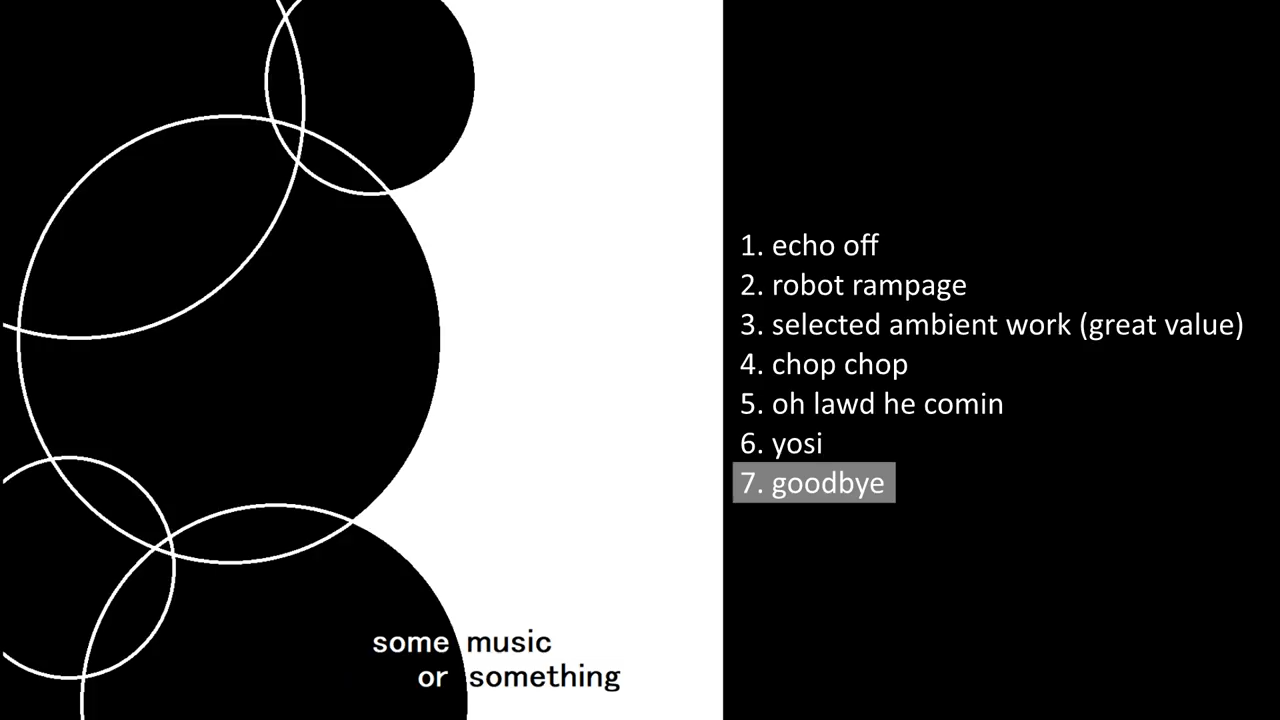 1. echo off
2. robot rampage
3. selected ambient work (great value)
4. chop chop
5. oh lawd he comin
6. yosi
7. goodbye
some music
or something